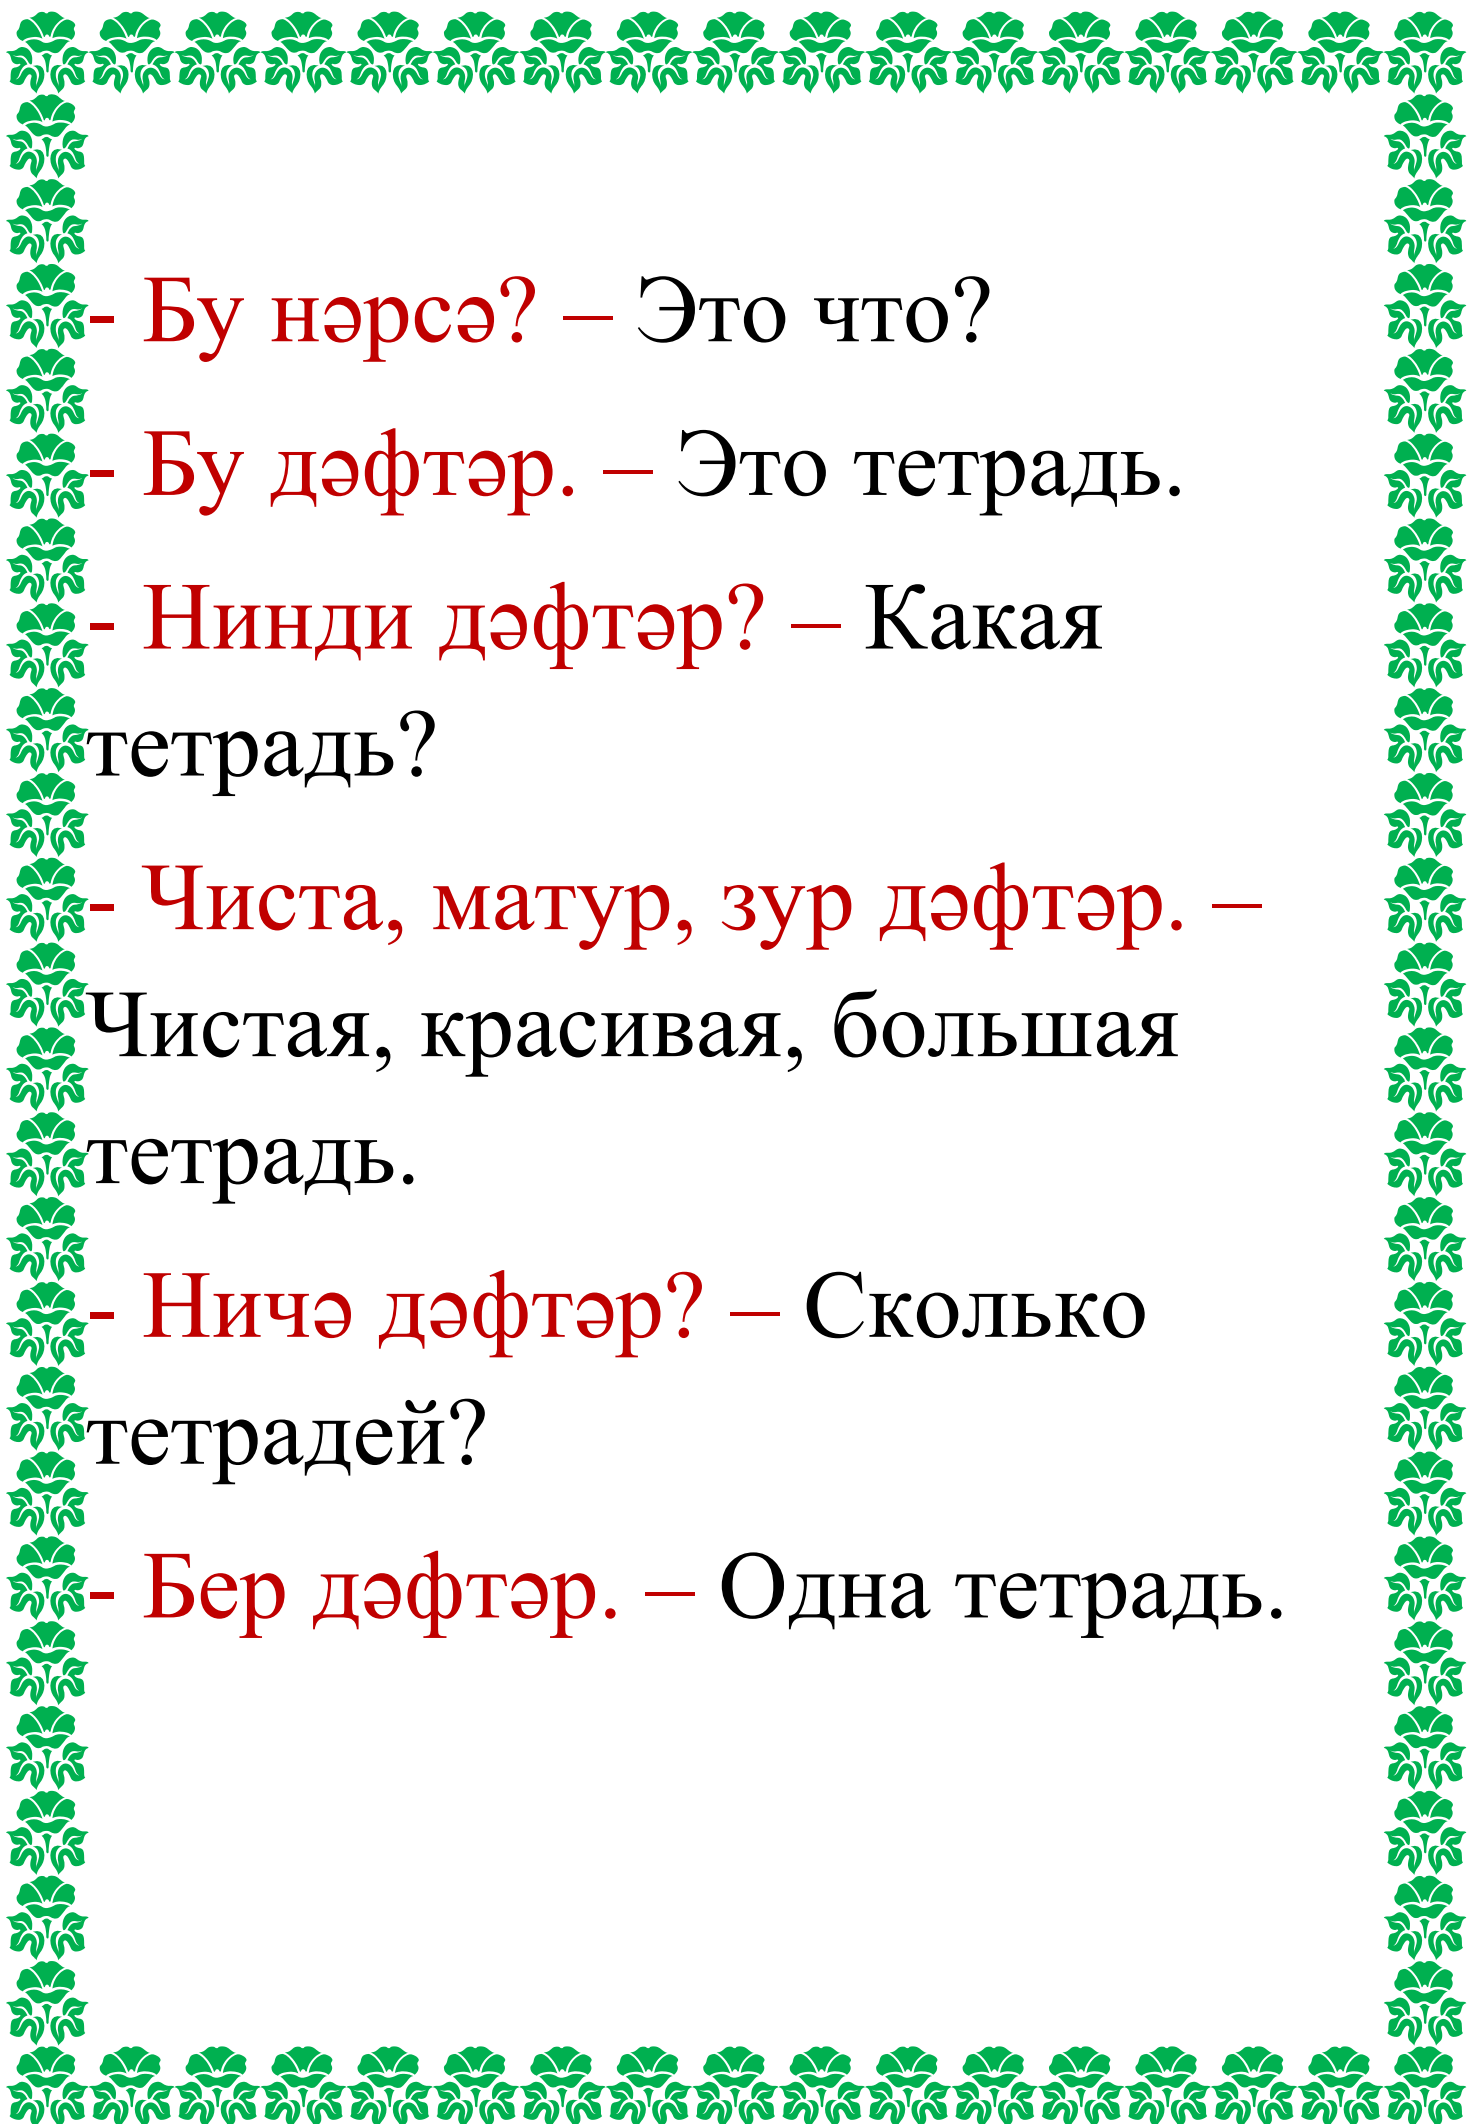 - Бу нәрсә? – Это что?
- Бу дәфтәр. – Это тетрадь.
- Нинди дәфтәр? – Какая
тетрадь?
- Чиста, матур, зур дәфтәр. –
Чистая, красивая, большая
тетрадь.
- Ничә дәфтәр? – Сколько
тетрадей?
- Бер дәфтәр. – Одна тетрадь.